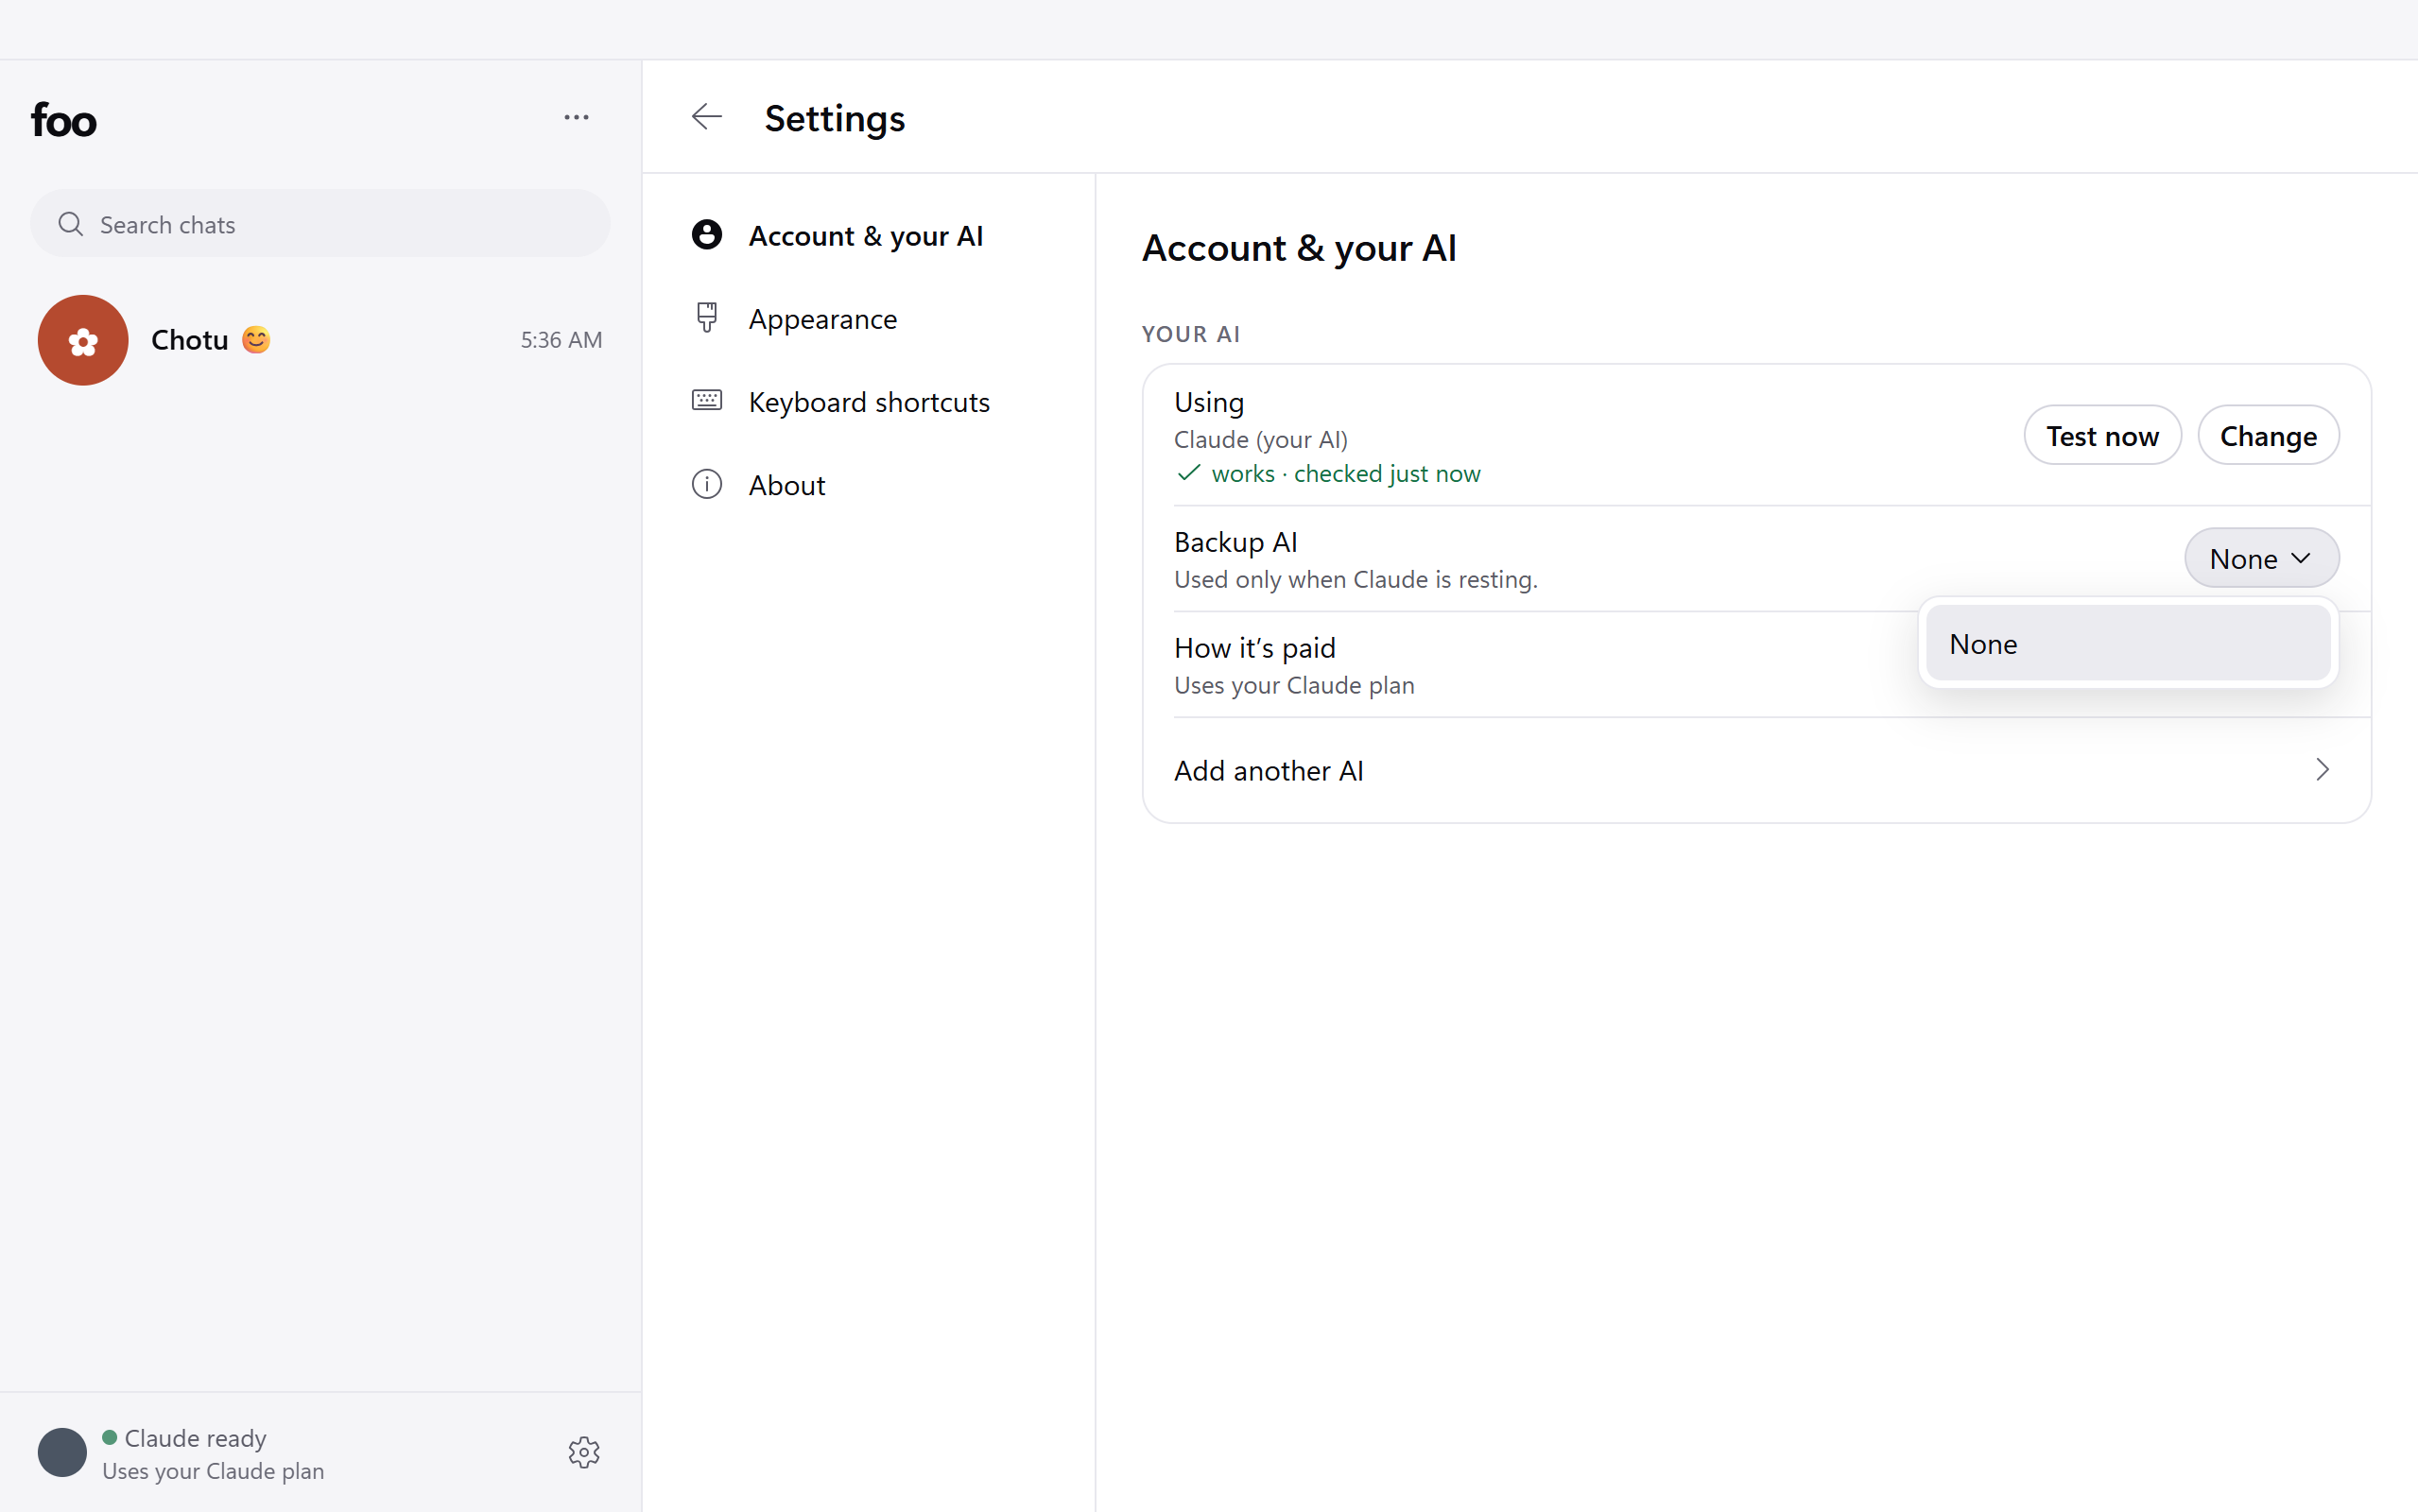 foo
Search chats
Chotu 😊
5:36 AM
Claude ready
Uses your Claude plan
Settings
Account & your AI
Appearance
Keyboard shortcuts
About
Account & your AI
YOUR AI
Using
Claude (your AI)
works · checked just now
Test now
Change
Backup AI
Used only when Claude is resting.
None
None
How it’s paid
Uses your Claude plan
Add another AI